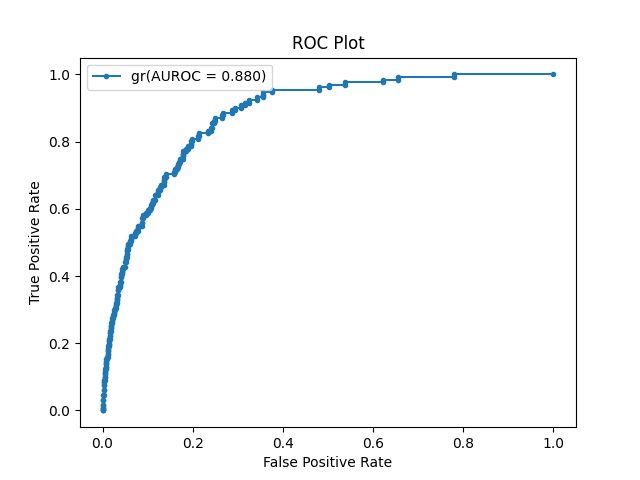 ROC Plot
gr(AUROC = 0.880)
True Positive Rate
1.0
0.8
0.6
0.4
0.2
0.0
0.0 0.2 0.4 0.6 0.8 1.0
False Positive Rate